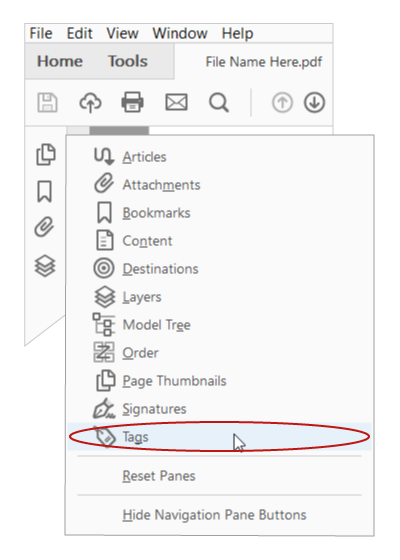 File Edit View Window Help
Home Tools File Name Here.pdf
Articles
Attachments
Bookmarks
Content
Destinations
Layers
Model Tree
Order
Page Thumbnails
Signatures
Tags
Reset Panes
Hide Navigation Pane Buttons